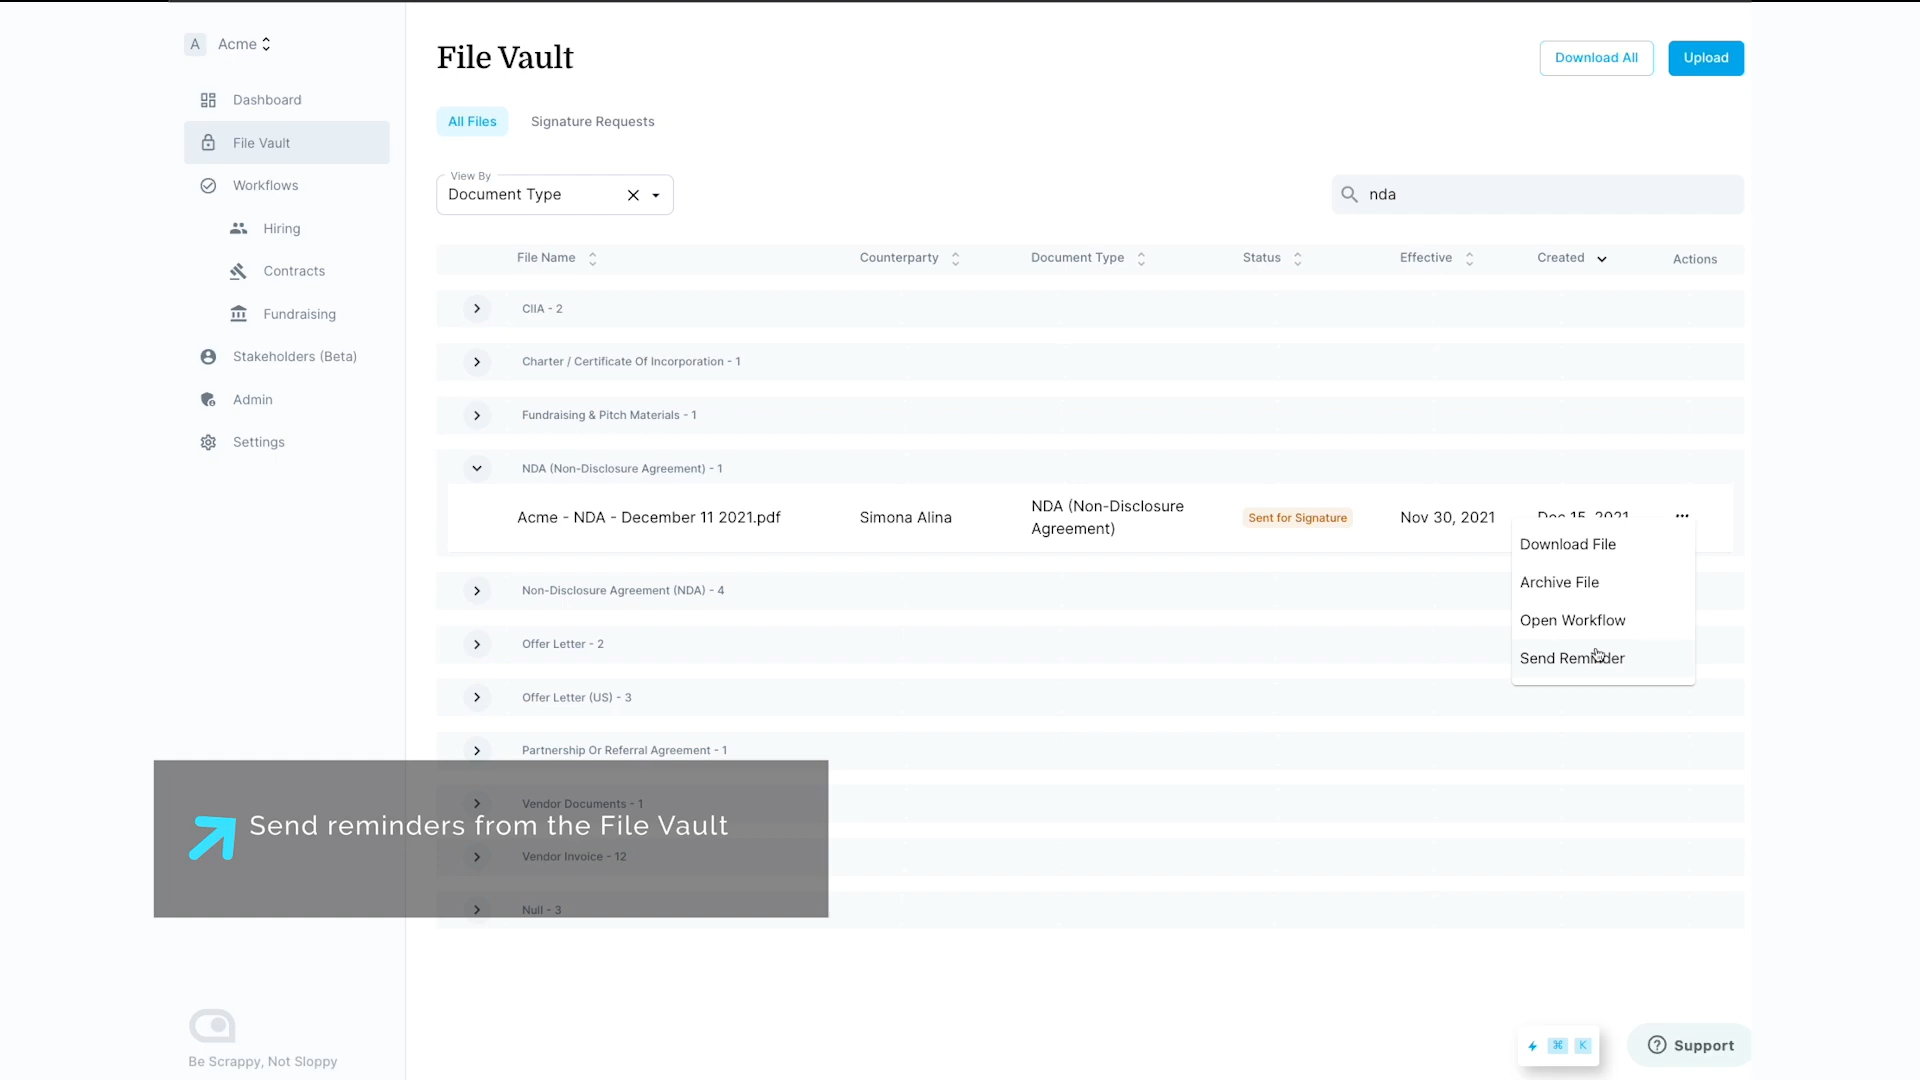 A Acme
Dashboard
File Vault
Workflows
Hiring
Contracts
Fundraising
Stakeholders (Beta)
Admin
Settings
Be Scrappy, Not Sloppy
File Vault
Download All
Upload
All Files
Signature Requests
View By
Document Type
nda
File Name Counterparty Document Type Status Effective Created Actions
CIIA - 2
Charter / Certificate Of Incorporation - 1
Fundraising & Pitch Materials - 1
NDA (Non-Disclosure Agreement) - 1
Acme - NDA - December 11 2021.pdf
Simona Alina
NDA (Non-Disclosure
Agreement)
Sent for Signature
Nov 30, 2021
Dec 15, 2021
Download File
Archive File
Open Workflow
Send Reminder
Non-Disclosure Agreement (NDA) - 4
Offer Letter - 2
Offer Letter (US) - 3
Partnership Or Referral Agreement - 1
Vendor Documents - 1
Send reminders from the File Vault
Vendor Invoice - 12
Null - 3
⌘ K
Support